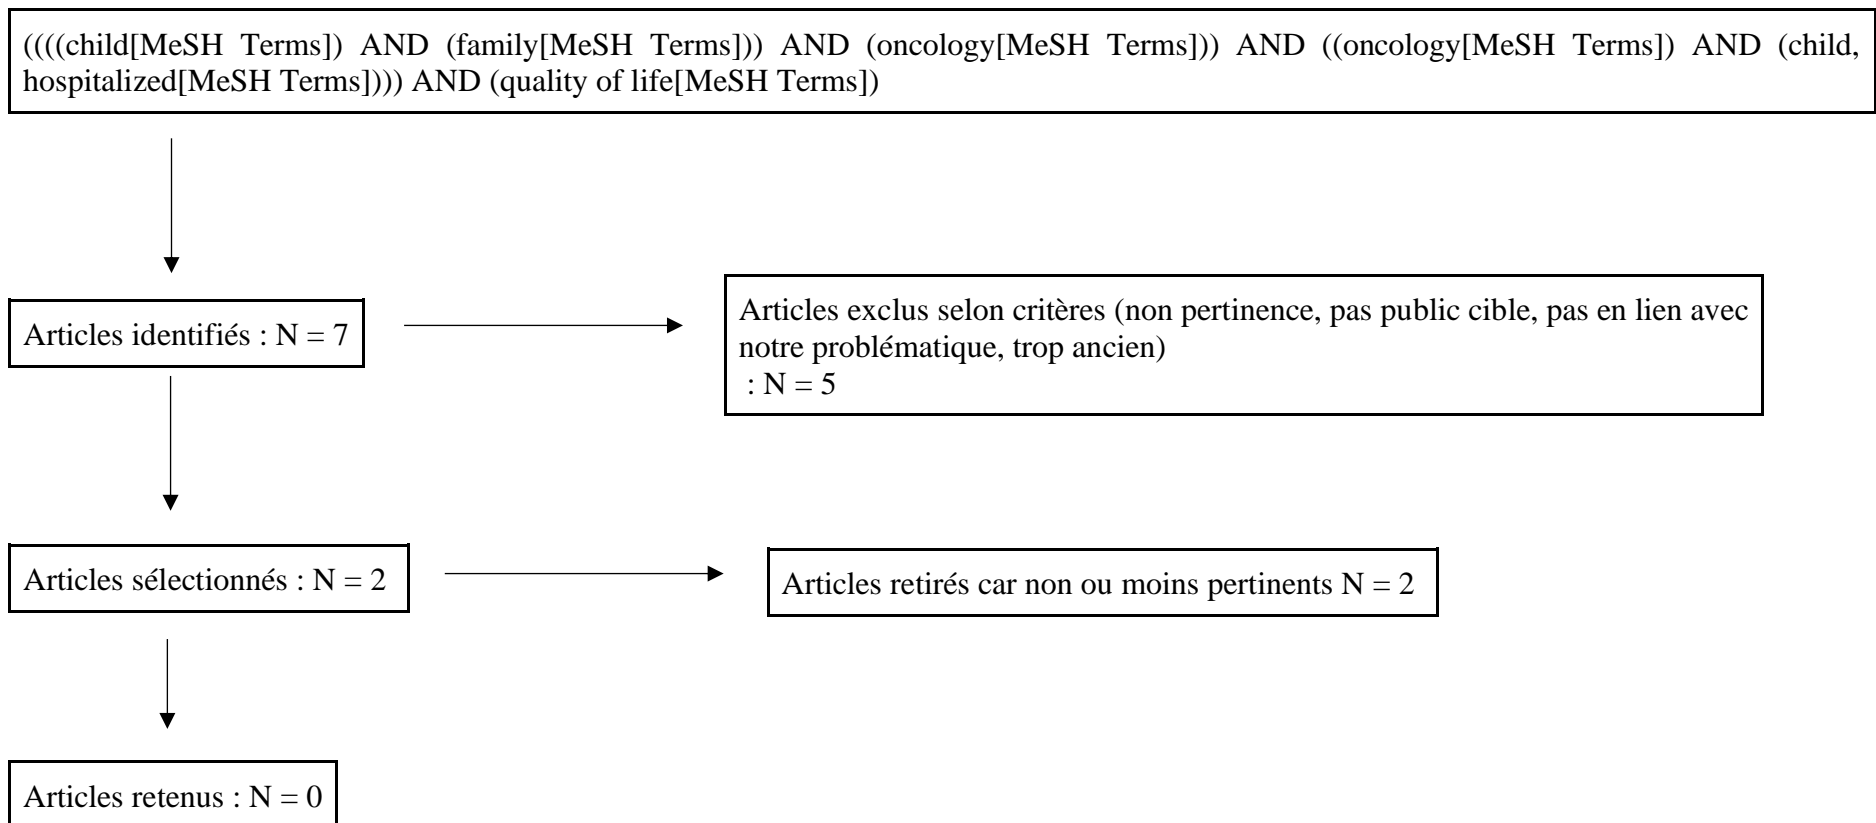 ((((child[MeSH Terms]) AND (family[MeSH Terms])) AND (oncology[MeSH Terms])) AND ((oncology[MeSH Terms]) AND (child,
hospitalized[MeSH Terms]))) AND (quality of life[MeSH Terms])
Articles identifiés : N = 7
Articles exclus selon critères (non pertinence, pas public cible, pas en lien avec
notre problématique, trop ancien)
: N = 5
Articles sélectionnés : N = 2
Articles retirés car non ou moins pertinents N = 2
Articles retenus : N = 0